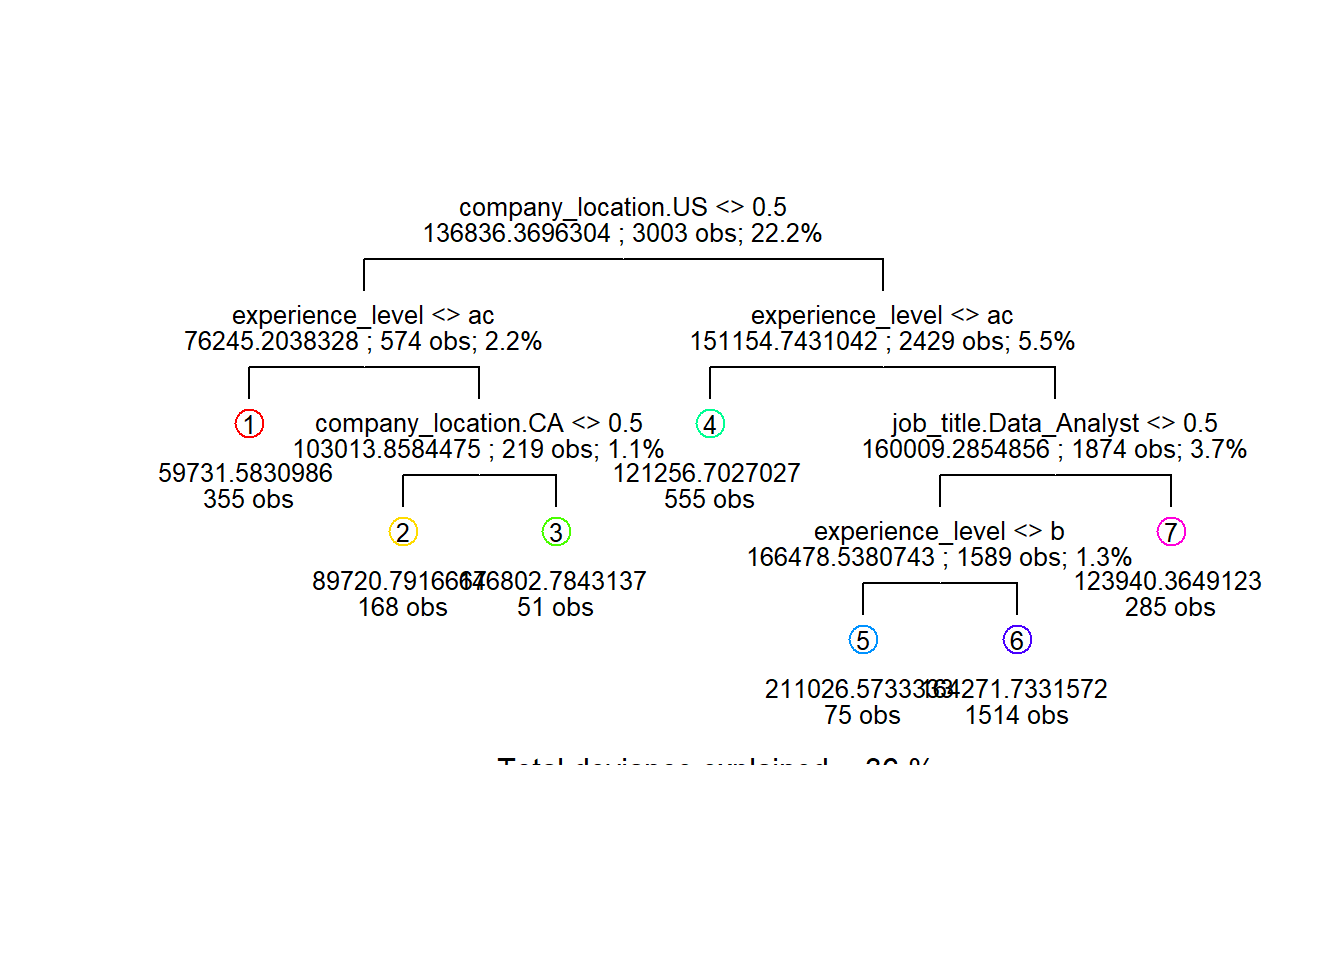 company_location.US <> 0.5
136836.3696304 ; 3003 obs; 22.2%
experience_level <> ac
76245.2038328 ; 574 obs; 2.2%
experience_level <> ac
151154.7431042 ; 2429 obs; 5.5%
1
59731.5830986
355 obs
company_location.CA <> 0.5
103013.8584475 ; 219 obs; 1.1%
4
121256.7027027
555 obs
job_title.Data_Analyst <> 0.5
160009.2854856 ; 1874 obs; 3.7%
2
89720.7916667
168 obs
3
146802.7843137
51 obs
experience_level <> b
166478.5380743 ; 1589 obs; 1.3%
7
123940.3649123
285 obs
5
211026.5733333
75 obs
6
164271.7331572
1514 obs
Total deviance explained = 36 %